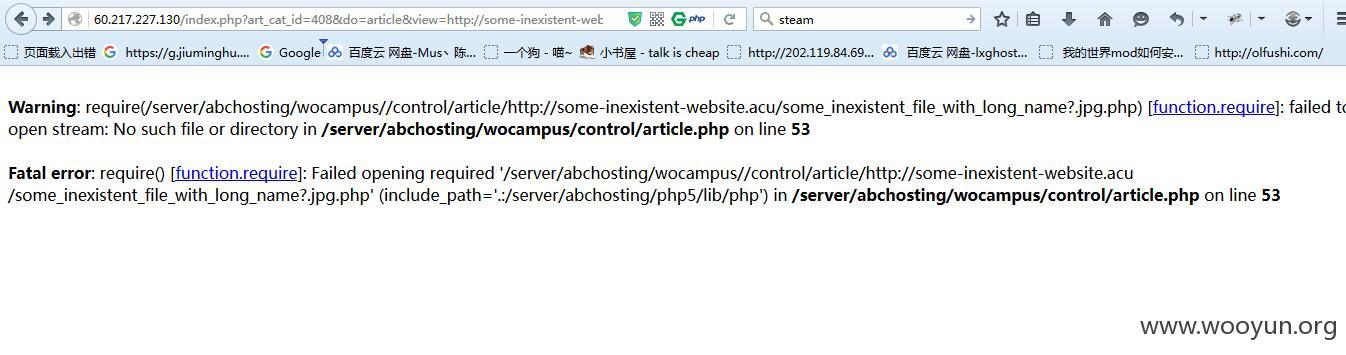 60.217.227.130/index.php?art_cat_id=408&do=article&view=http://some-inexistent-web
php
steam
页面载入出错 https://g.jiuminghu.... Google 百度云 网盘-Mus丶陈... 一个狗 - 喵~ 小书屋 - talk is cheap http://202.119.84.69... 百度云 网盘-lxghost... 我的世界mod如何安... http://olfushi.com/
Warning: require(/server/abchosting/wocampus//control/article/http://some-inexistent-website.acu/some_inexistent_file_with_long_name?.jpg.php) [function.require]: failed to
open stream: No such file or directory in /server/abchosting/wocampus/control/article.php on line 53
Fatal error: require() [function.require]: Failed opening required '/server/abchosting/wocampus//control/article/http://some-inexistent-website.acu
/some_inexistent_file_with_long_name?.jpg.php' (include_path='.:/server/abchosting/php5/lib/php') in /server/abchosting/wocampus/control/article.php on line 53
www.wooyun.org